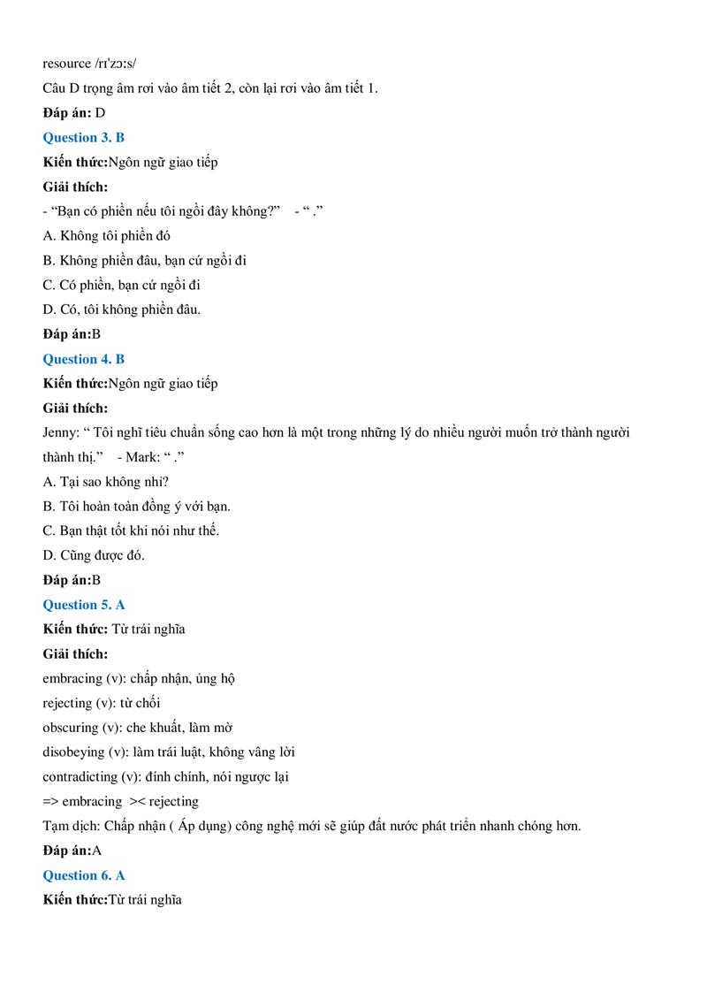 resource /rɪˈzɔːs/
Câu D trọng âm rơi vào âm tiết 2, còn lại rơi vào âm tiết 1.
Đáp án: D
Question 3. B
Kiến thức:Ngôn ngữ giao tiếp
Giải thích:
- “Bạn có phiền nếu tôi ngồi đây không?” - “ .”
A. Không tôi phiền đó
B. Không phiền đâu, bạn cứ ngồi đi
C. Có phiền, bạn cứ ngồi đi
D. Có, tôi không phiền đâu.
Đáp án:B
Question 4. B
Kiến thức:Ngôn ngữ giao tiếp
Giải thích:
Jenny: “ Tôi nghĩ tiêu chuẩn sống cao hơn là một trong những lý do nhiều người muốn trở thành người
thành thị.” - Mark: “ .”
A. Tại sao không nhỉ?
B. Tôi hoàn toàn đồng ý với bạn.
C. Bạn thật tốt khi nói như thế.
D. Cũng được đó.
Đáp án:B
Question 5. A
Kiến thức: Từ trái nghĩa
Giải thích:
embracing (v): chấp nhận, ủng hộ
rejecting (v): từ chối
obscuring (v): che khuất, làm mờ
disobeying (v): làm trái luật, không vâng lời
contradicting (v): đính chính, nói ngược lại
=> embracing >< rejecting
Tạm dịch: Chấp nhận ( Áp dụng) công nghệ mới sẽ giúp đất nước phát triển nhanh chóng hơn.
Đáp án:A
Question 6. A
Kiến thức:Từ trái nghĩa